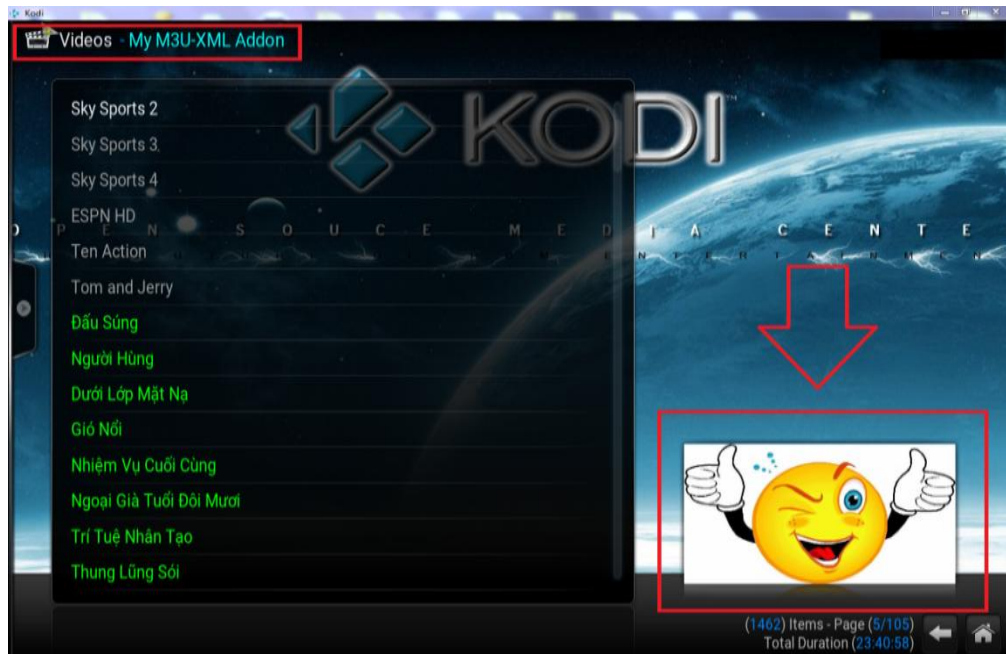 Kodi
Videos - My M3U-XML Addon
KODI
Sky Sports 2
Sky Sports 3
Sky Sports 4
ESPN HD
OPEN SOUCE MEDIA CENTE
Ten Action
ENTERTAINMEN
Tom and Jerry
Đấu Súng
Người Hùng
Dưới Lớp Mặt Nạ
Gió Nổi
Nhiệm Vụ Cuối Cùng
Ngoại Già Tuổi Đôi Mươi
Trí Tuệ Nhân Tạo
Thung Lũng Sói
(1462) Items - Page (5/105)
Total Duration (23:40:58)